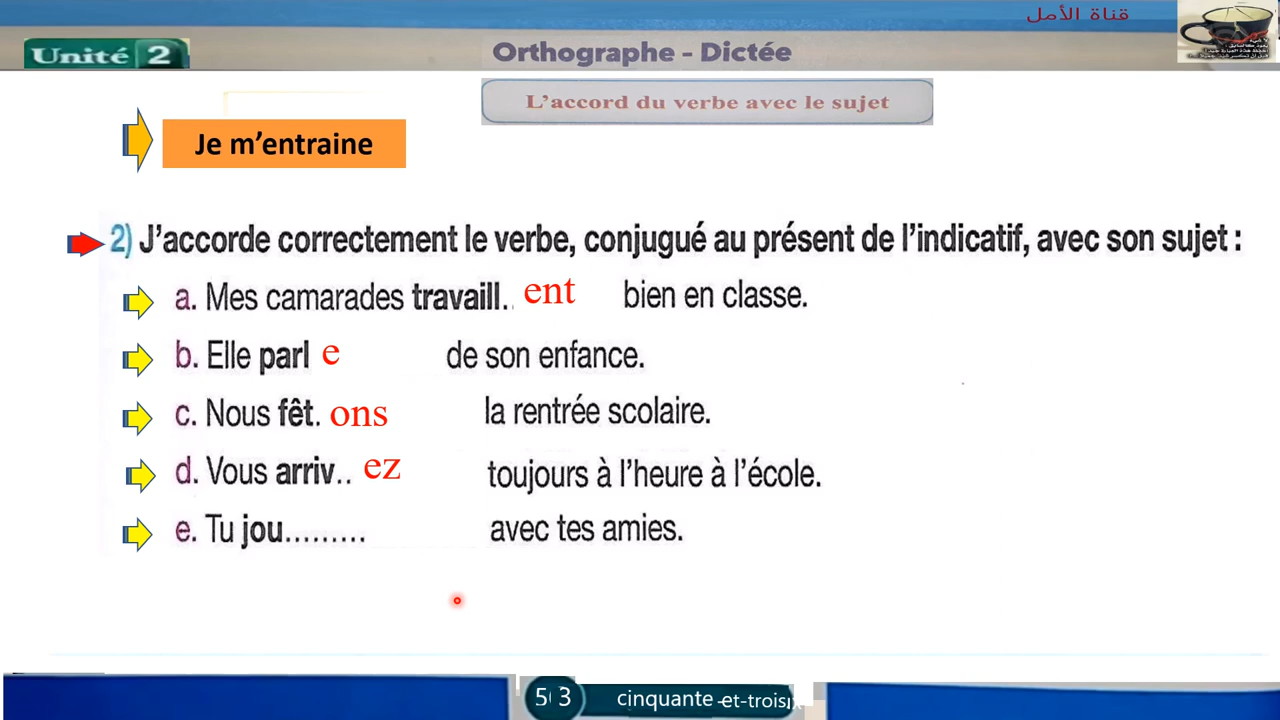 قناة الأمل
Unité 2
Orthographe - Dictée
L'accord du verbe avec le sujet
Je m'entraine
2) J'accorde correctement le verbe, conjugué au présent de l'indicatif, avec son sujet :
a. Mes camarades travaill.. ent bien en classe.
b. Elle parl e de son enfance.
c. Nous fêt. ons la rentrée scolaire.
d. Vous arriv.. ez toujours à l'heure à l'école.
e. Tu jou......... avec tes amies.
cinquante -et-trois